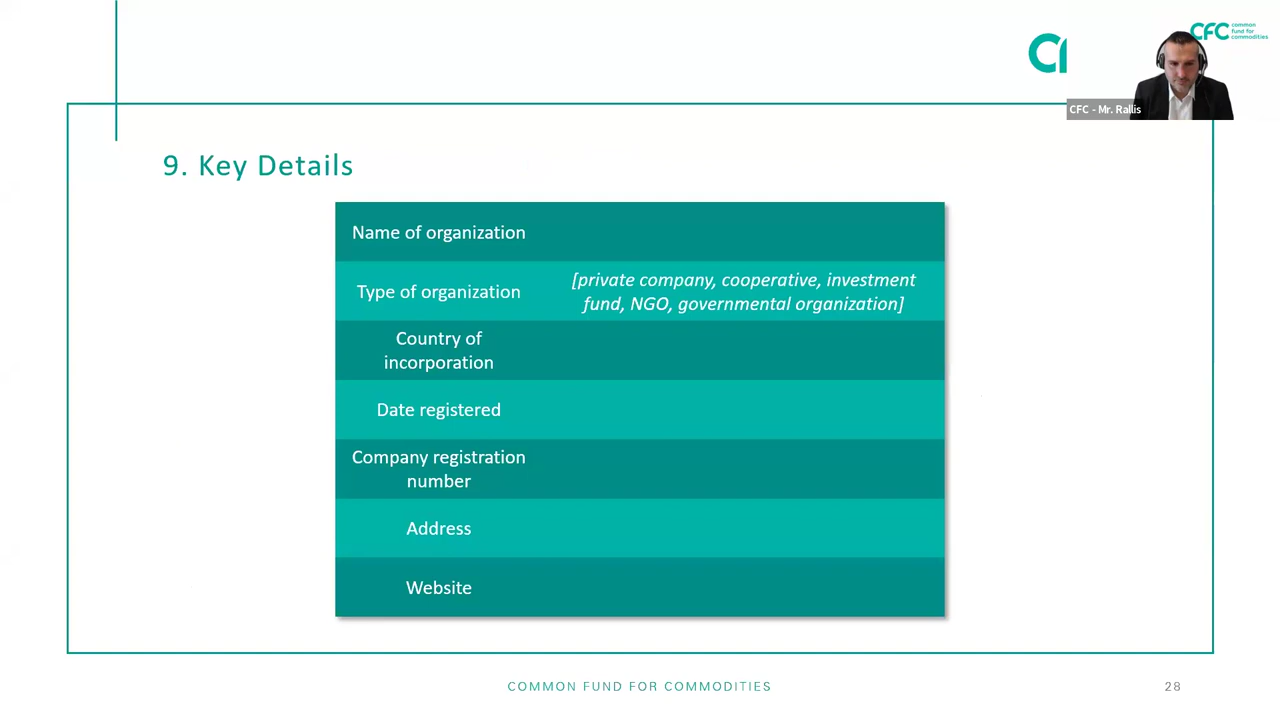 CFC common
fund for
commodities
CFC - Mr. Rallis
9. Key Details
Name of organization
Type of organization
[private company, cooperative, investment
fund, NGO, governmental organization]
Country of
incorporation
Date registered
Company registration
number
Address
Website
COMMON FUND FOR COMMODITIES
28